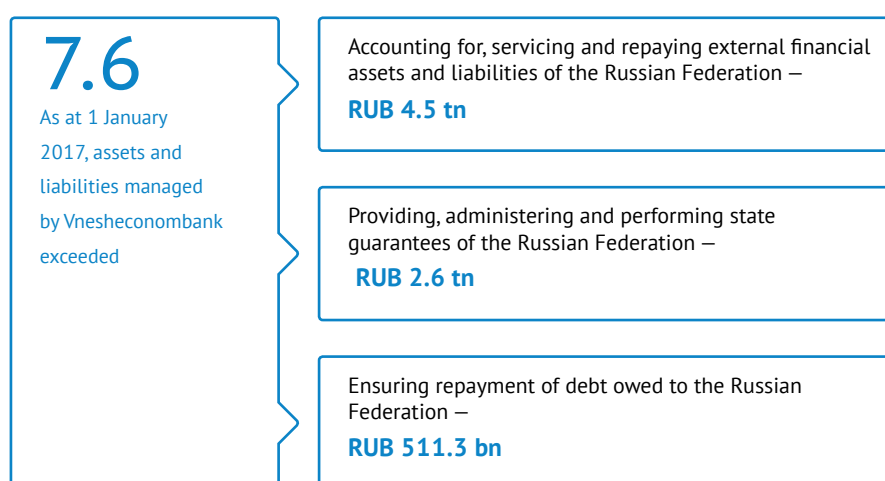 7.6
As at 1 January
2017, assets and
liabilities managed
by Vnesheconombank
exceeded
Accounting for, servicing and repaying external financial
assets and liabilities of the Russian Federation —
RUB 4.5 tn
Providing, administering and performing state
guarantees of the Russian Federation —
RUB 2.6 tn
Ensuring repayment of debt owed to the Russian
Federation —
RUB 511.3 bn